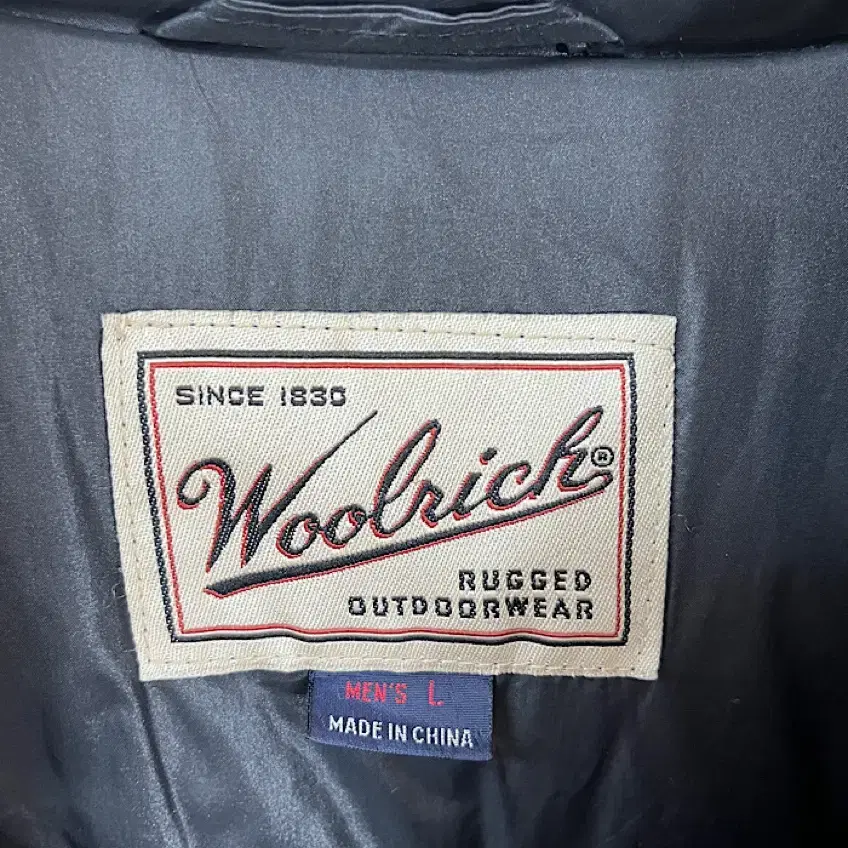 SINCE 1830
Woolrich®
RUGGED
OUTDOORWEAR
MEN'S L
MADE IN CHINA